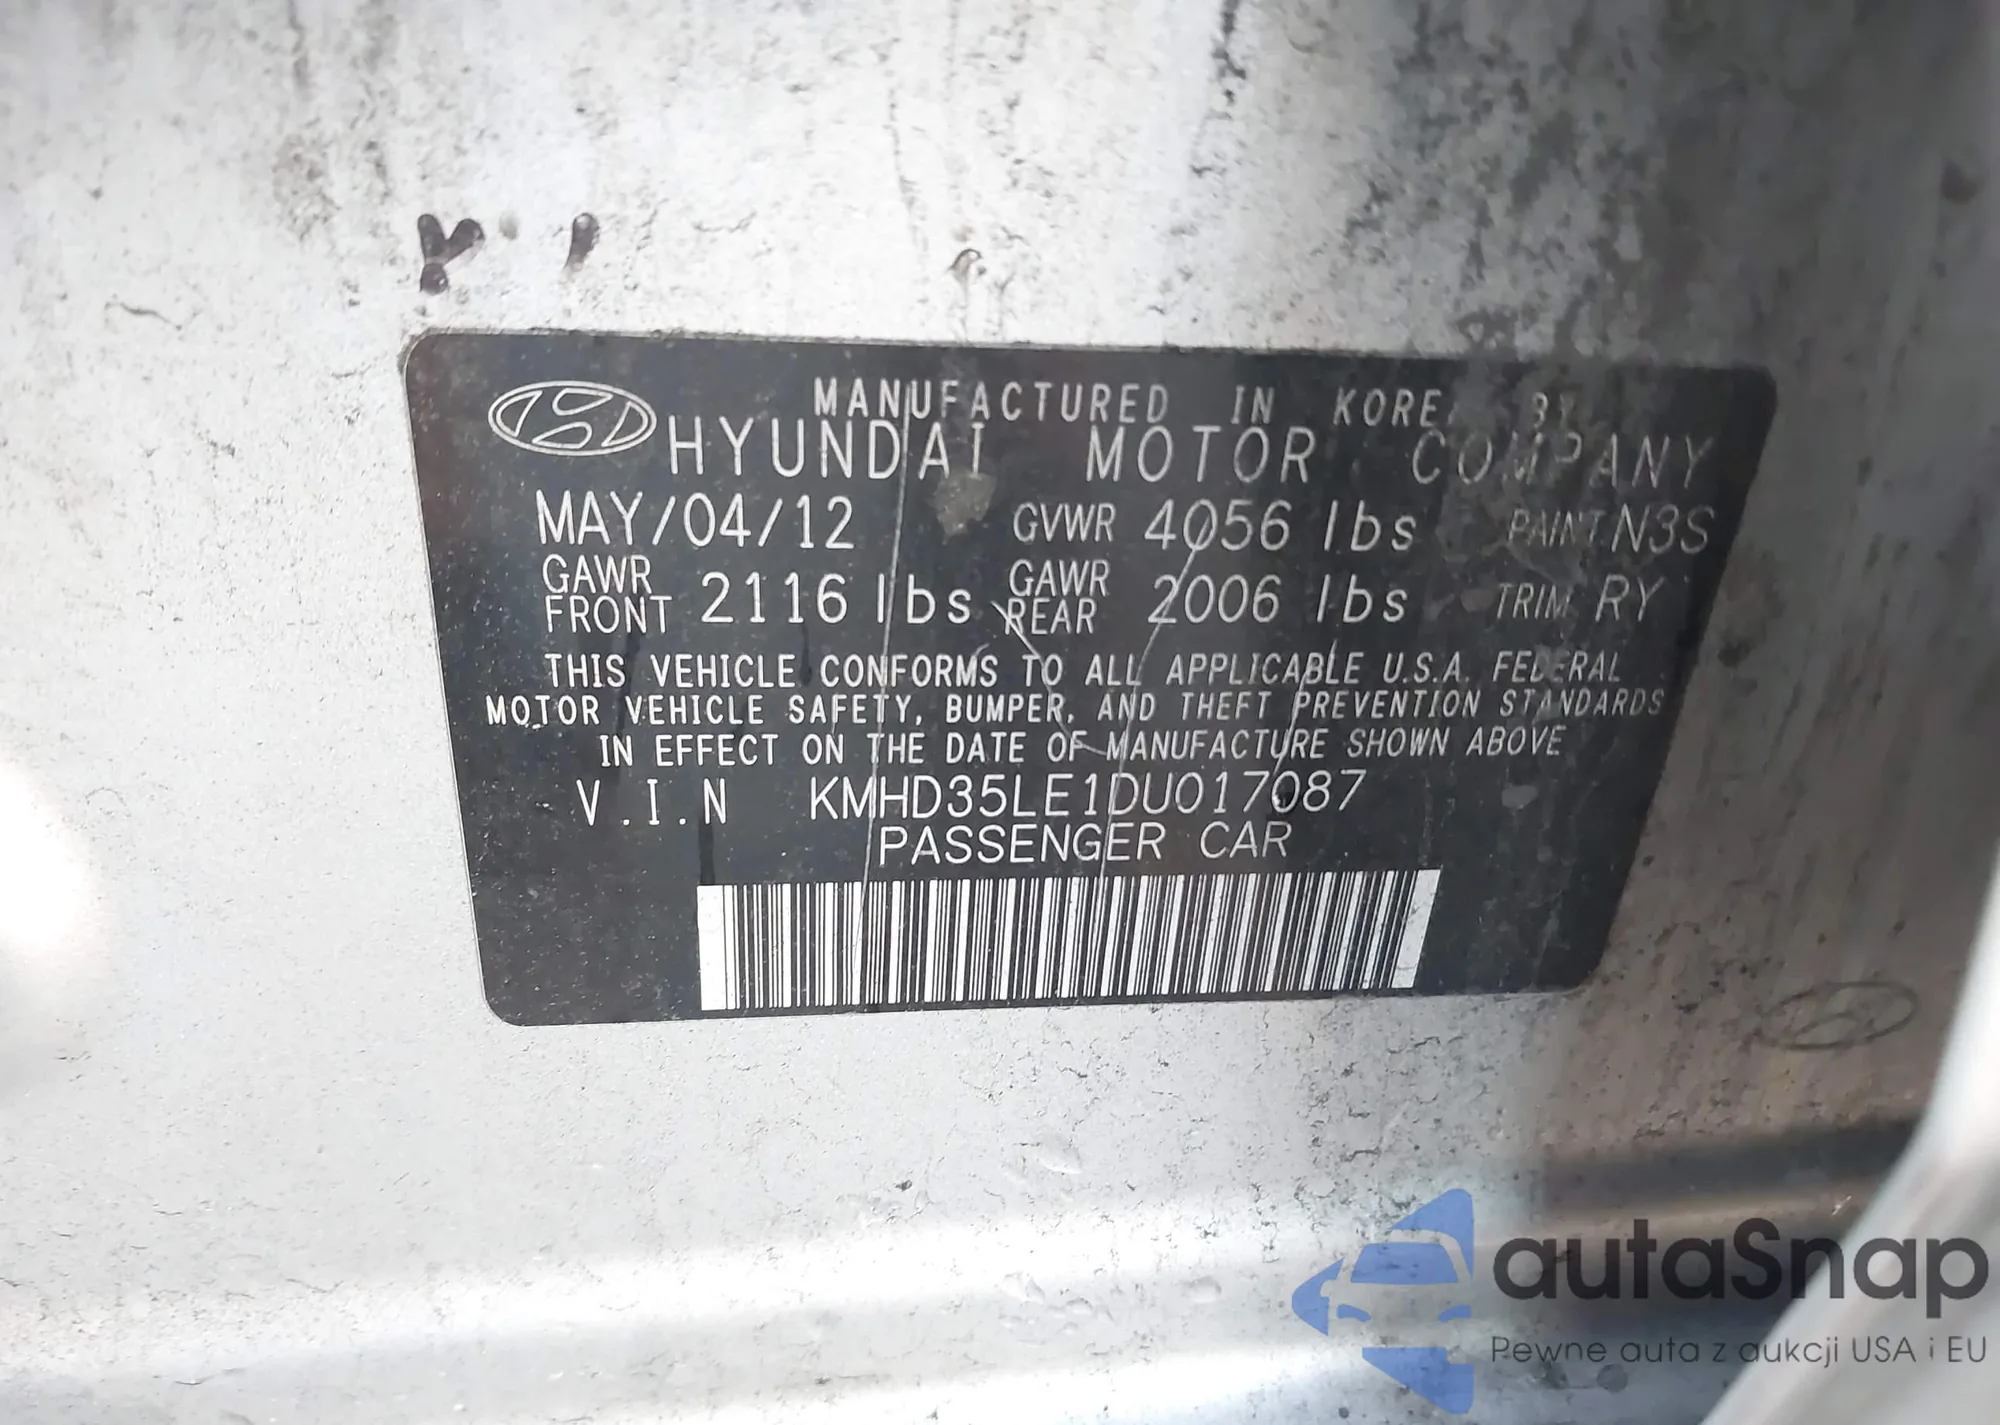 MANUFACTURED IN KOREA BY
HYUNDAI MOTOR COMPANY
MAY/04/12 GVWR 4056 lbs PAINT N3S
GAWR FRONT 2116 lbs GAWR REAR 2006 lbs TRIM RY
THIS VEHICLE CONFORMS TO ALL APPLICABLE U.S.A. FEDERAL
MOTOR VEHICLE SAFETY, BUMPER, AND THEFT PREVENTION STANDARDS
IN EFFECT ON THE DATE OF MANUFACTURE SHOWN ABOVE
V.I.N KMHD35LE1DU017087
PASSENGER CAR
autaSnap
Pewne auta z aukcji USA i EU